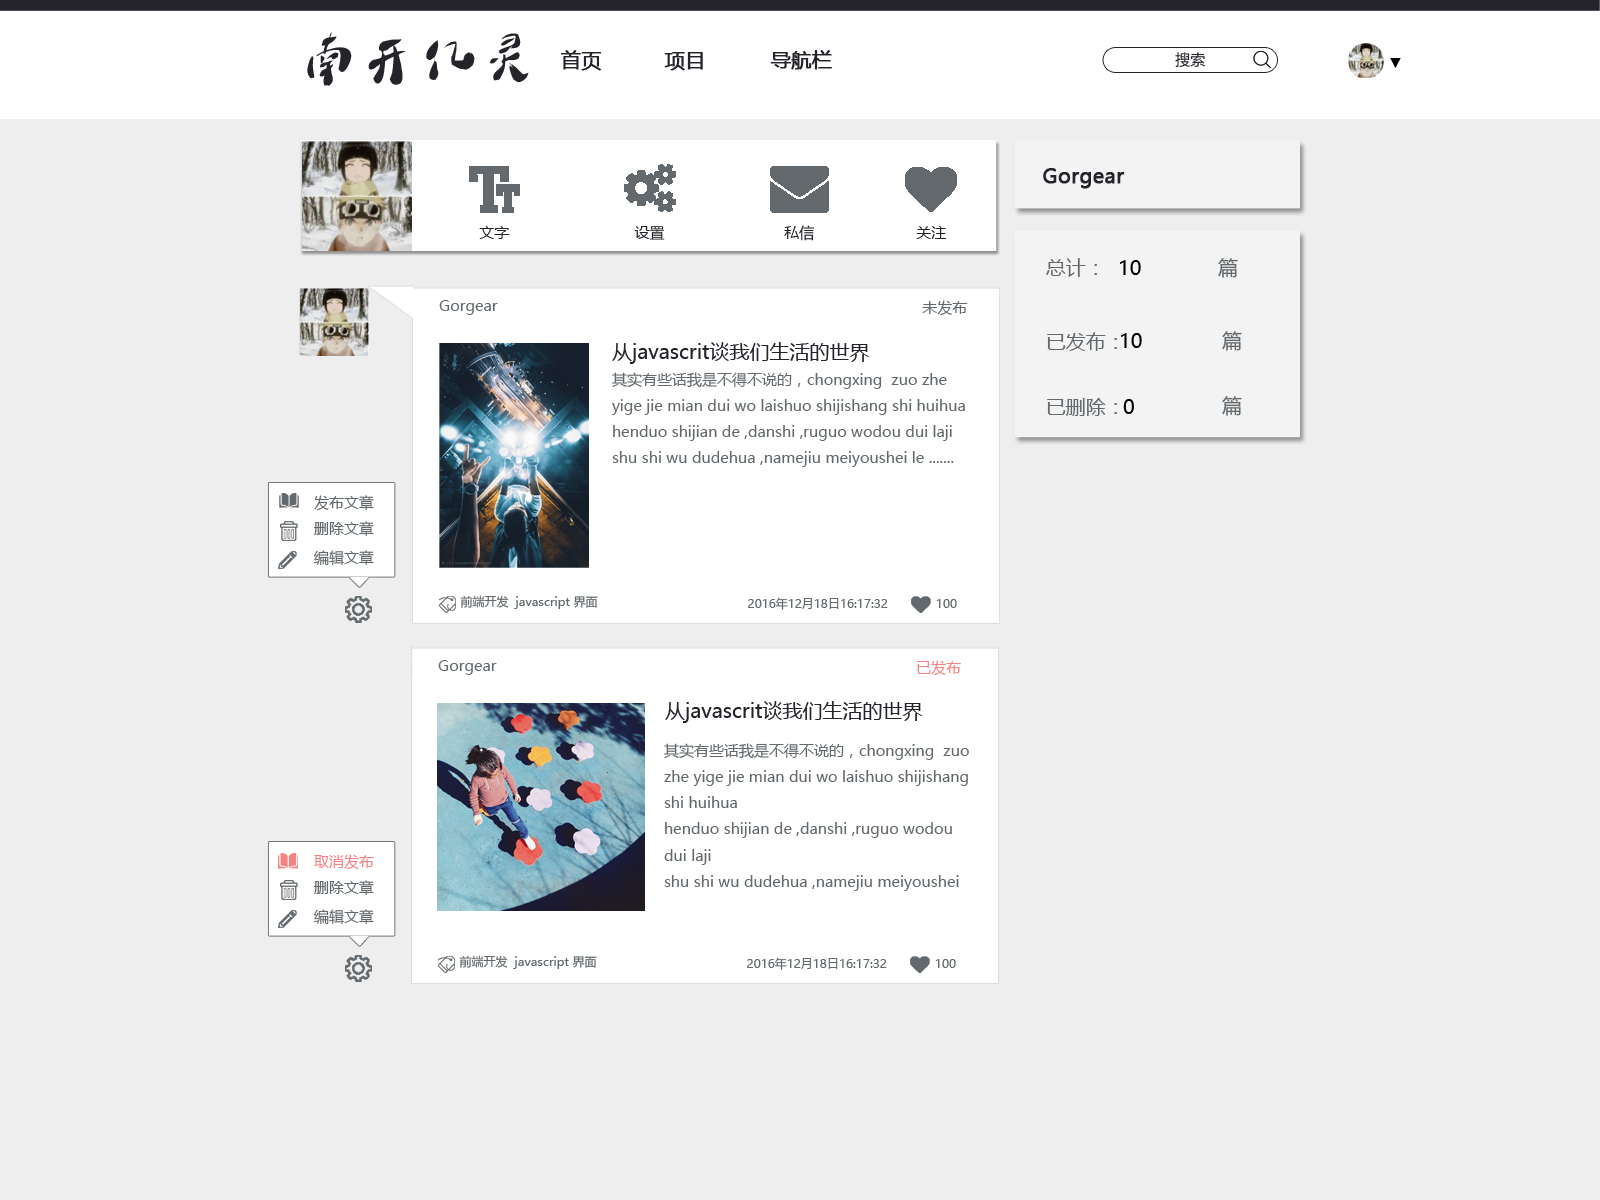 南开亿灵
首页
项目
导航栏
搜索
▼
文字
设置
私信
关注
Gorgear
总计： 10 篇
已发布 :10 篇
已删除 : 0 篇
Gorgear
未发布
从javascrit谈我们生活的世界
其实有些话我是不得不说的，chongxing zuo zhe
yige jie mian dui wo laishuo shijishang shi huihua
henduo shijian de ,danshi ,ruguo wodou dui laji
shu shi wu dudehua ,namejiu meiyoushei le .......
发布文章
删除文章
编辑文章
前端开发 javascript 界面
2016年12月18日16:17:32
100
Gorgear
已发布
从javascrit谈我们生活的世界
其实有些话我是不得不说的，chongxing zuo
zhe yige jie mian dui wo laishuo shijishang
shi huihua
henduo shijian de ,danshi ,ruguo wodou
dui laji
shu shi wu dudehua ,namejiu meiyoushei
取消发布
删除文章
编辑文章
前端开发 javascript 界面
2016年12月18日16:17:32
100